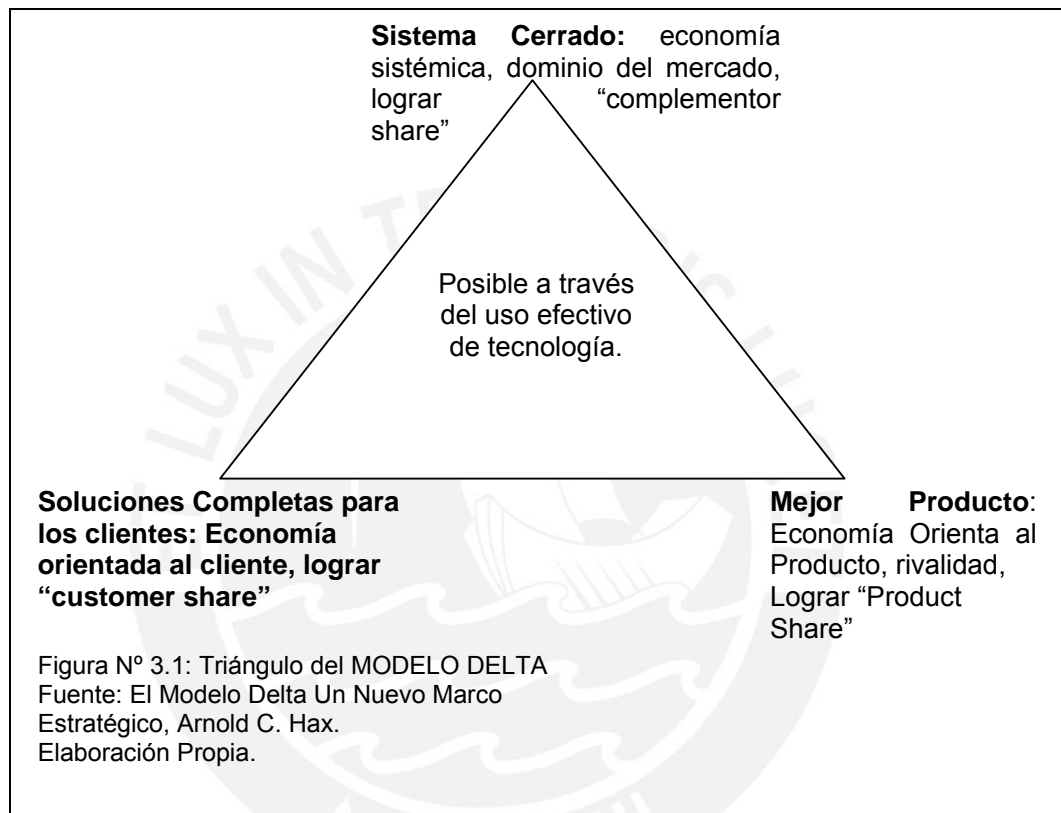 Sistema Cerrado: economía
sistémica, dominio del mercado,
lograr “complementor
share”
Posible a través
del uso efectivo
de tecnología.
Soluciones Completas para
los clientes: Economía
orientada al cliente, lograr
“customer share”
Mejor Producto:
Economía Orienta al
Producto, rivalidad,
Lograr “Product
Share”
Figura Nº 3.1: Triángulo del MODELO DELTA
Fuente: El Modelo Delta Un Nuevo Marco
Estratégico, Arnold C. Hax.
Elaboración Propia.
LUX IN